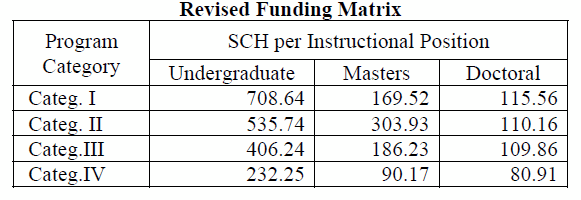 Revised Funding Matrix
Program Category SCH per Instructional Position
Undergraduate Masters Doctoral
Categ. I 708.64 169.52 115.56
Categ. II 535.74 303.93 110.16
Categ.III 406.24 186.23 109.86
Categ.IV 232.25 90.17 80.91